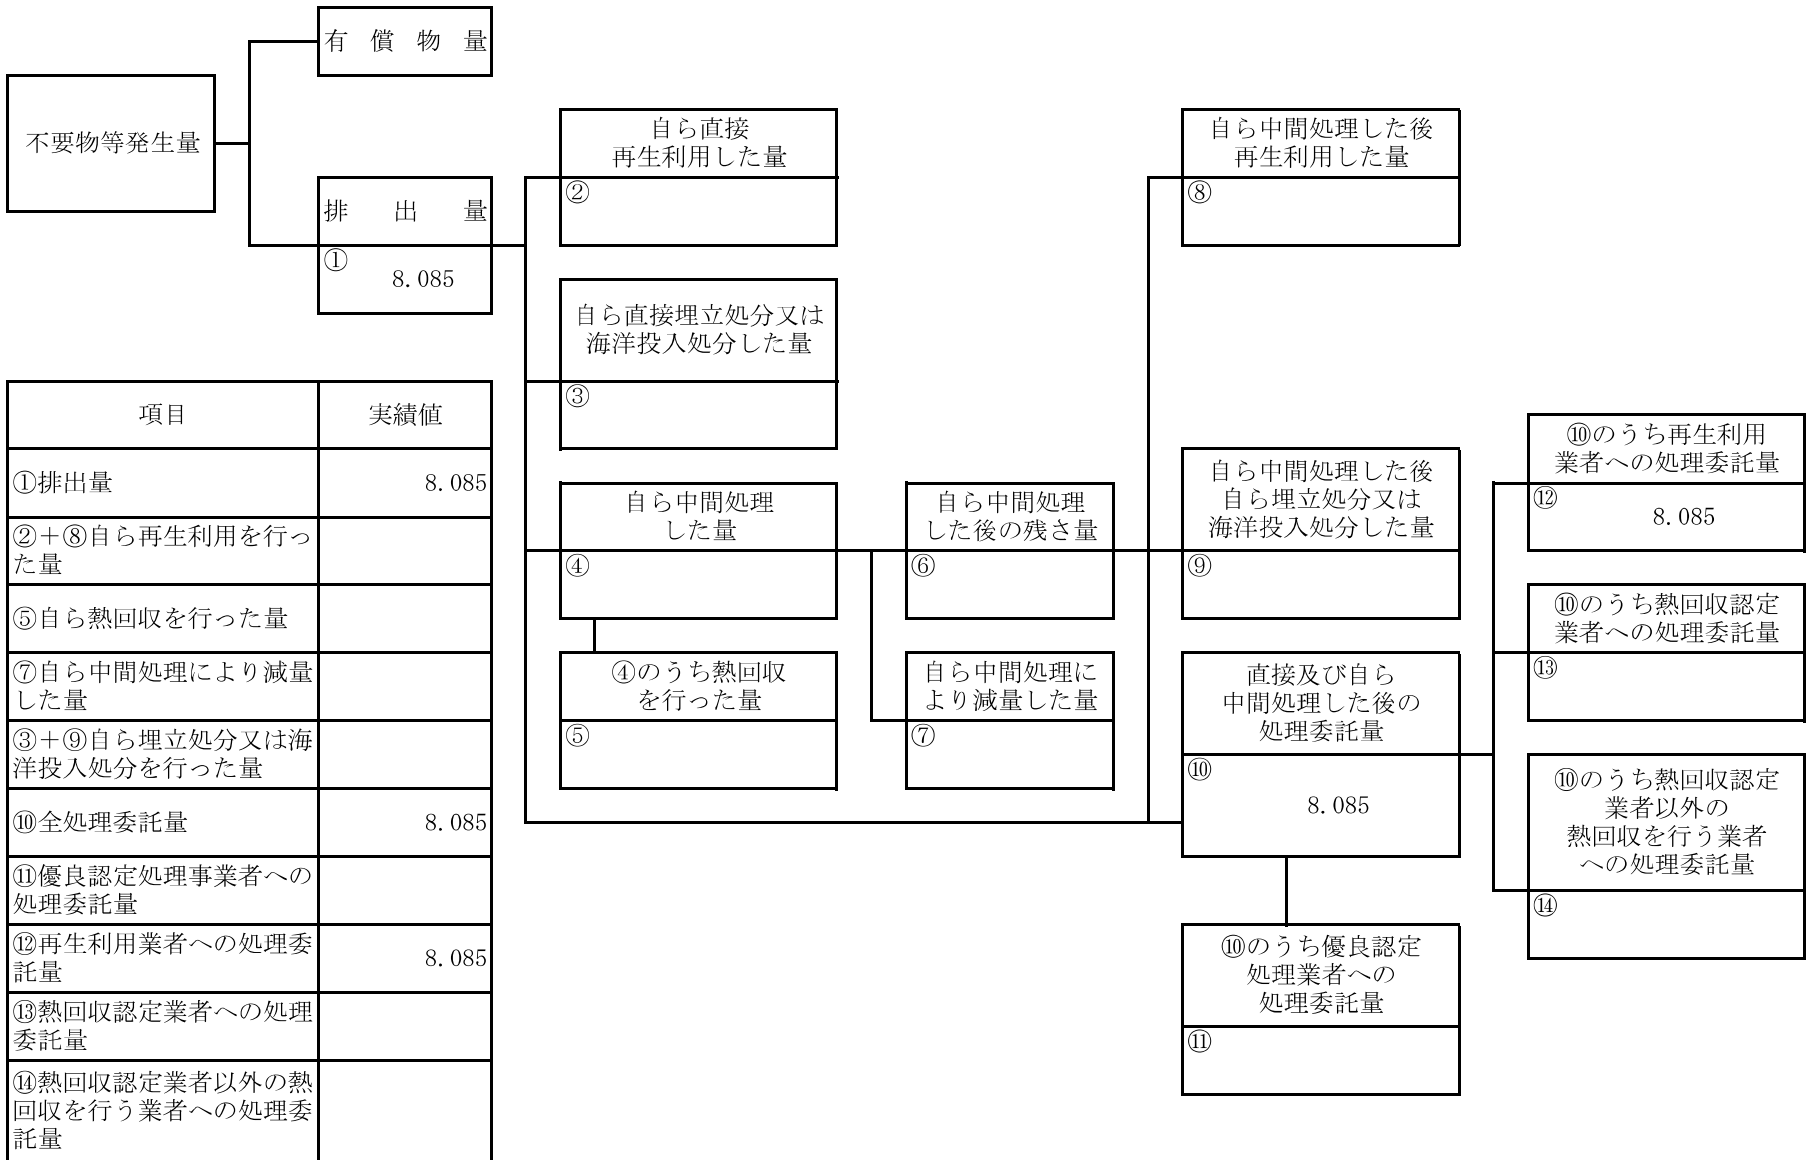 有償物量
不要物等発生量
排出量
①
8.085
自ら直接
再生利用した量
②
自ら直接埋立処分又は
海洋投入処分した量
③
自ら中間処理
した量
④
④のうち熱回収
を行った量
⑤
自ら中間処理
した後の残さ量
⑥
自ら中間処理に
より減量した量
⑦
自ら中間処理した後
再生利用した量
⑧
自ら中間処理した後
自ら埋立処分又は
海洋投入処分した量
⑨
直接及び自ら
中間処理した後の
処理委託量
⑩
8.085
⑩のうち優良認定
処理業者への
処理委託量
⑪
⑩のうち再生利用
業者への処理委託量
⑫
8.085
⑩のうち熱回収認定
業者への処理委託量
⑬
⑩のうち熱回収認定
業者以外の
熱回収を行う業者
への処理委託量
⑭
項目 実績値
①排出量 8.085
②＋⑧自ら再生利用を行っ
た量
⑤自ら熱回収を行った量
⑦自ら中間処理により減量
した量
③＋⑨自ら埋立処分又は海
洋投入処分を行った量
⑩全処理委託量 8.085
⑪優良認定処理事業者への
処理委託量
⑫再生利用業者への処理委
託量 8.085
⑬熱回収認定業者への処理
委託量
⑭熱回収認定業者以外の熱
回収を行う業者への処理委
託量